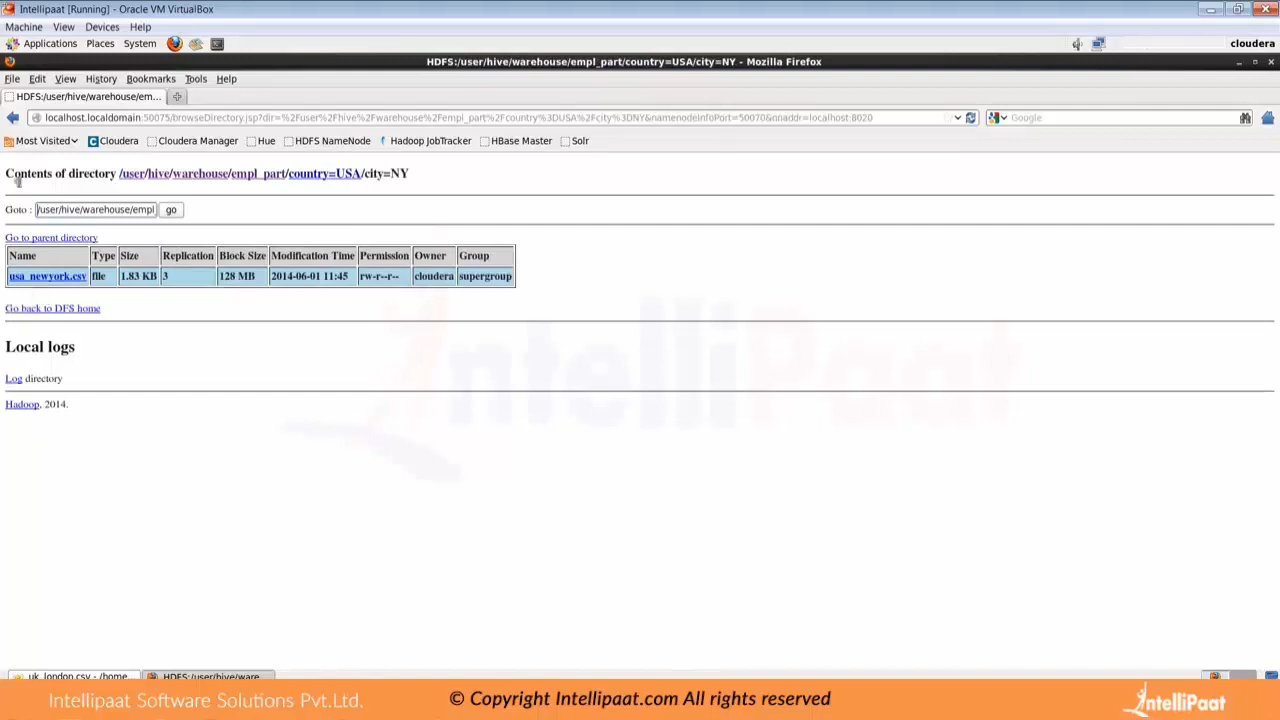 Intellipaat [Running] - Oracle VM VirtualBox
Machine View Devices Help
Applications Places System cloudera
HDFS:/user/hive/warehouse/empl_part/country=USA/city=NY - Mozilla Firefox
File Edit View History Bookmarks Tools Help
HDFS:/user/hive/warehouse/em...
localhost.localdomain:50075/browseDirectory.jsp?dir=%2Fuser%2Fhive%2Fwarehouse%2Fempl_part%2Fcountry%3DUSA%2Fcity%3DNY&namenodeInfoPort=50070&nnaddr=localhost:8020 Google
Most Visited Cloudera Cloudera Manager Hue HDFS NameNode Hadoop JobTracker HBase Master Solr
Contents of directory /user/hive/warehouse/empl_part/country=USA/city=NY
Goto : /user/hive/warehouse/empl go
Go to parent directory
Name Type Size Replication Block Size Modification Time Permission Owner Group
usa_newyork.csv file 1.83 KB 3 128 MB 2014-06-01 11:45 rw-r--r-- cloudera supergroup
Go back to DFS home
Local logs
Log directory
Hadoop, 2014.
IntelliPaat
uk_london.csv - /home HDFS:/user/hive/ware...
Intellipaat Software Solutions Pvt.Ltd. © Copyright Intellipaat.com All rights reserved IntelliPaat